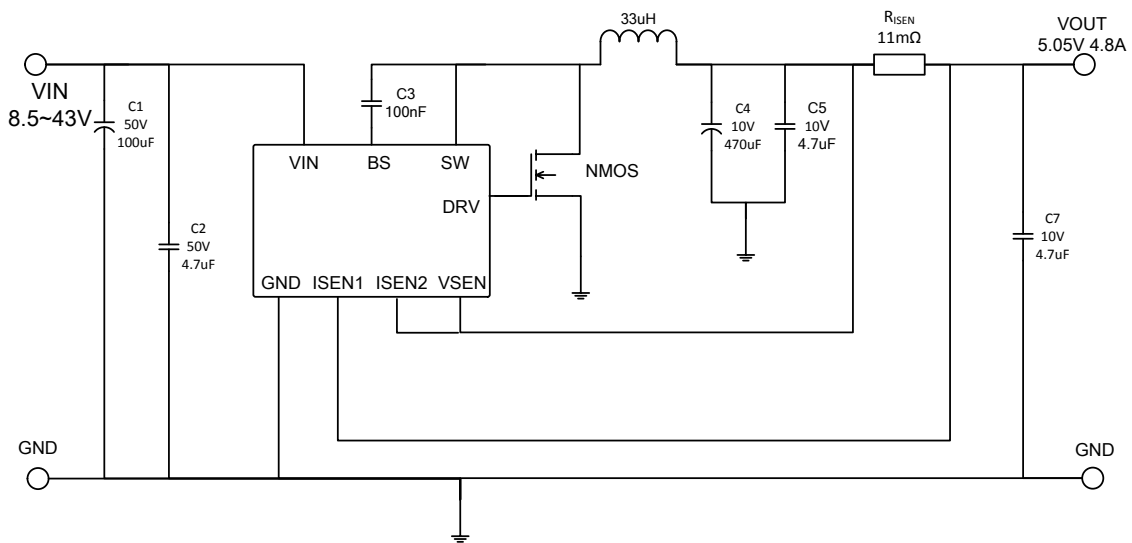 33uH
RISEN
11mΩ
VOUT
5.05V 4.8A
VIN
8.5~43V
C1
50V
100uF
C3
100nF
C4
10V
470uF
C5
10V
4.7uF
VIN
BS
SW
NMOS
DRV
C2
50V
4.7uF
C7
10V
4.7uF
GND
ISEN1
ISEN2
VSEN
GND
GND